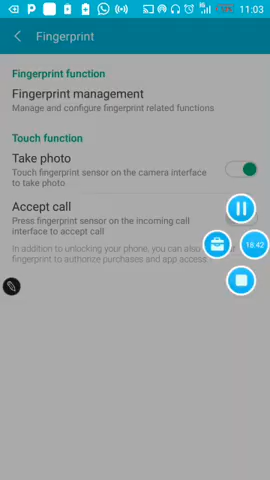 11:03
Fingerprint
Fingerprint function
Fingerprint management
Manage and configure fingerprint related functions
Touch function
Take photo
Touch fingerprint sensor on the camera interface
to take photo
Accept call
Press fingerprint sensor on the incoming call
interface to accept call
18:42
In addition to unlocking your phone, you can also
fingerprint to authorize purchases and app access